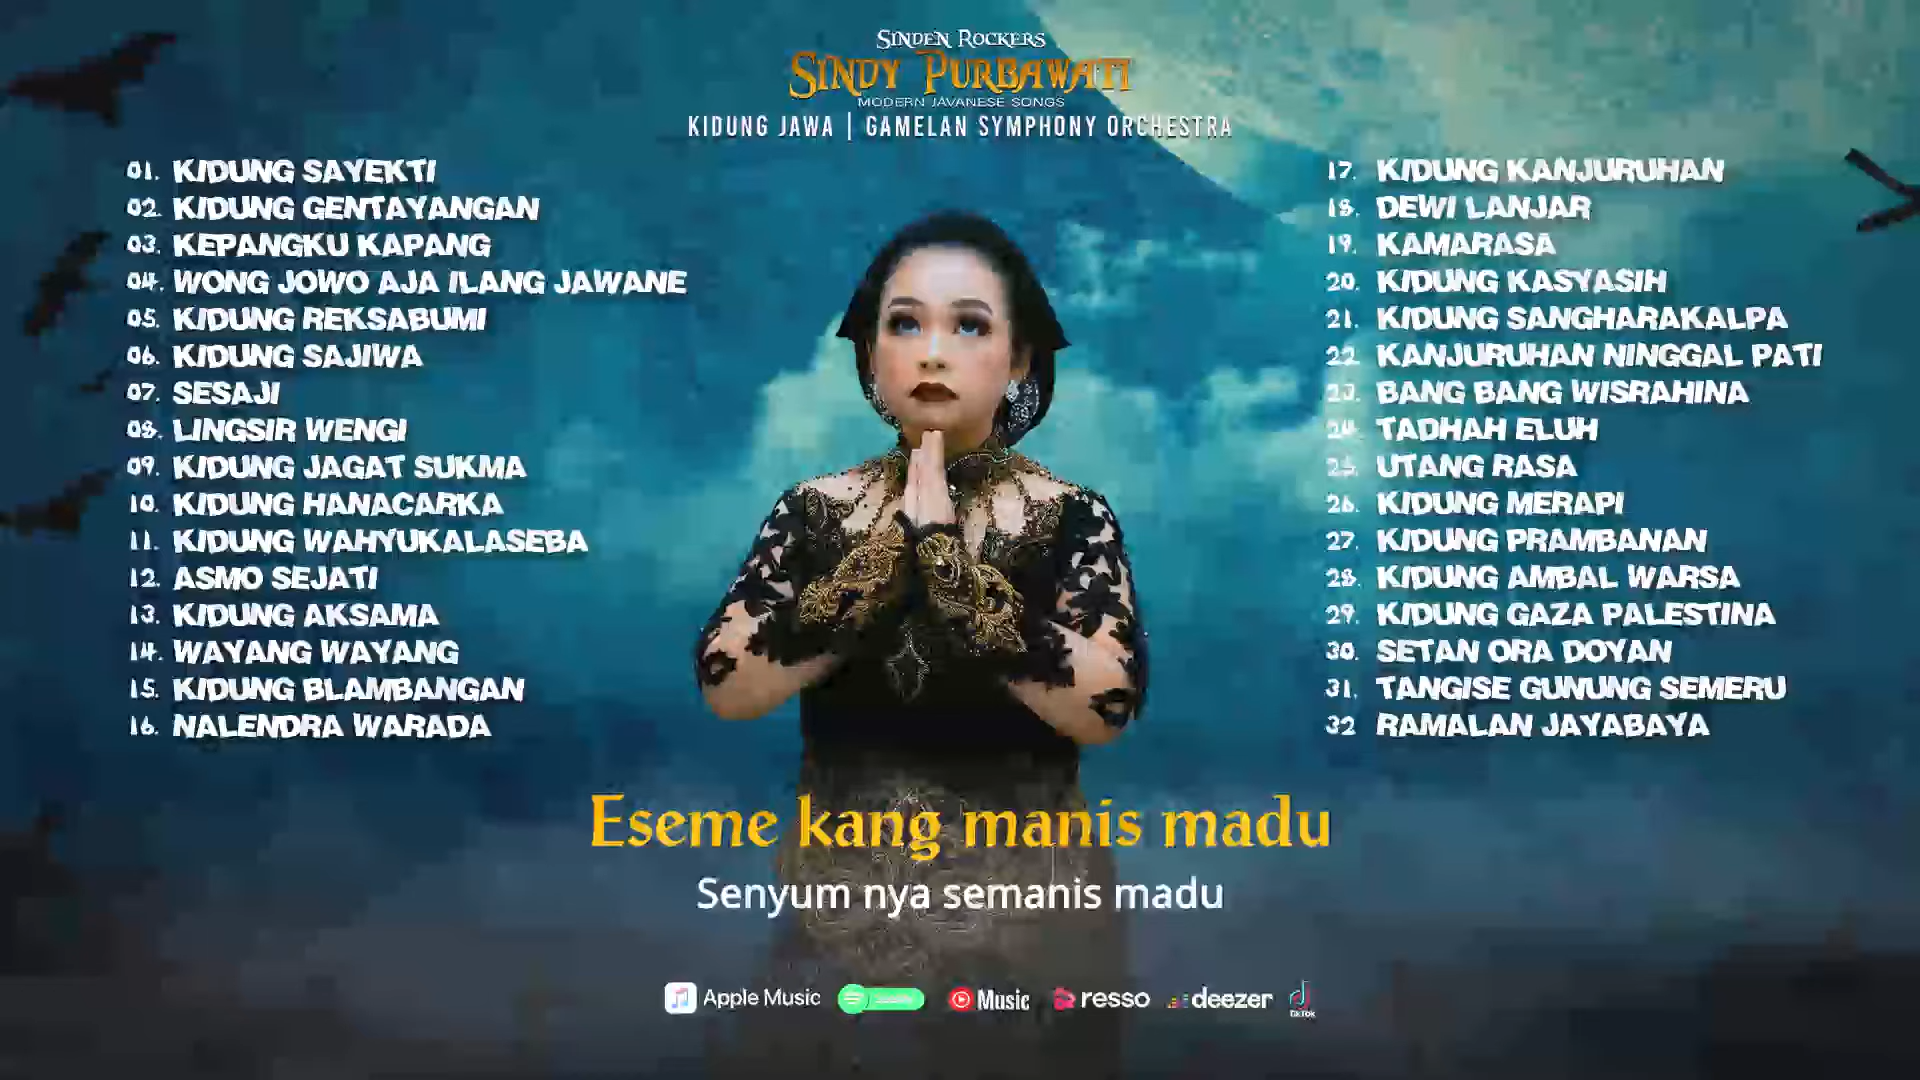 SINDEN ROCKERS
SINDY PURBAWATI
MODERN JAVANESE SONGS
KIDUNG JAWA | GAMELAN SYMPHONY ORCHESTRA
01. KIDUNG SAYEKTI
02. KIDUNG GENTAYANGAN
03. KEPANGKU KAPANG
04. WONG JOWO AJA ILANG JAWANE
05. KIDUNG REKSABUMI
06. KIDUNG SAJIWA
07. SESAJI
08. LINGSIR WENGI
09. KIDUNG JAGAT SUKMA
10. KIDUNG HANACARKA
11. KIDUNG WAHYUKALASEBA
12. ASMO SEJATI
13. KIDUNG AKSAMA
14. WAYANG WAYANG
15. KIDUNG BLAMBANGAN
16. NALENDRA WARADA
17. KIDUNG KANJURUHAN
18. DEWI LANJAR
19. KAMARASA
20. KIDUNG KASYASIH
21. KIDUNG SANGHARAKALPA
22. KANJURUHAN NINGGAL PATI
23. BANG BANG WISRAHINA
24. TADHAH ELUH
25. UTANG RASA
26. KIDUNG MERAPI
27. KIDUNG PRAMBANAN
28. KIDUNG AMBAL WARSA
29. KIDUNG GAZA PALESTINA
30. SETAN ORA DOYAN
31. TANGISE GUNUNG SEMERU
32 RAMALAN JAYABAYA
Eseme kang manis madu
Senyum nya semanis madu
Apple Music Spotify Music resso deezer TikTok